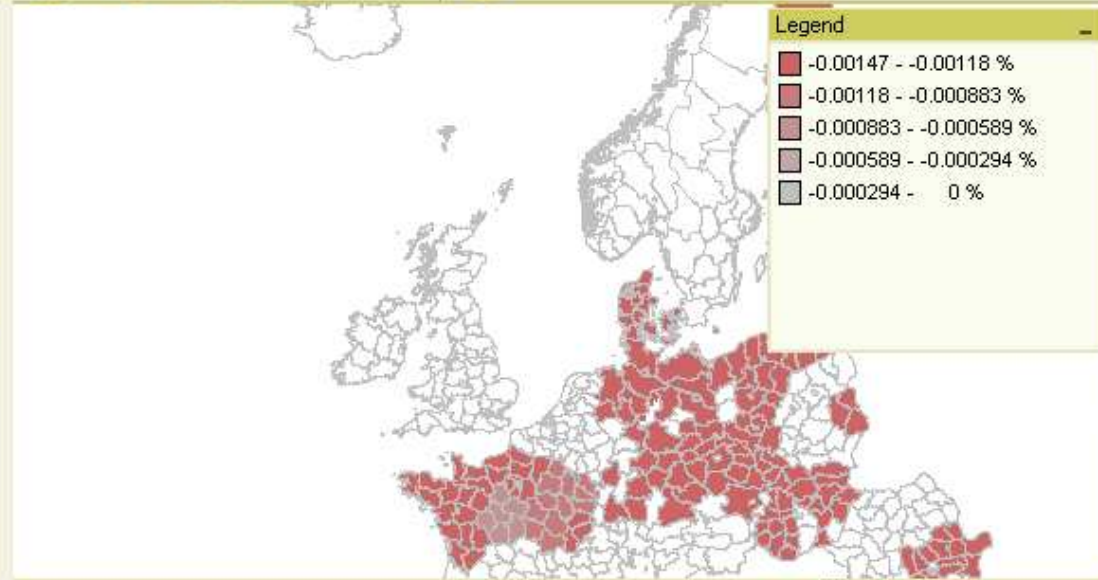 Legend
-0.00147 - -0.00118 %
-0.00118 - -0.000883 %
-0.000883 - -0.000589 %
-0.000589 - -0.000294 %
-0.000294 - 0 %